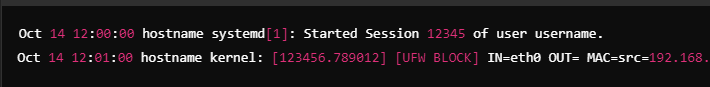 Oct 14 12:00:00 hostname systemd[1]: Started Session 12345 of user username.
Oct 14 12:01:00 hostname kernel: [123456.789012] [UFW BLOCK] IN=eth0 OUT= MAC=src=192.168.